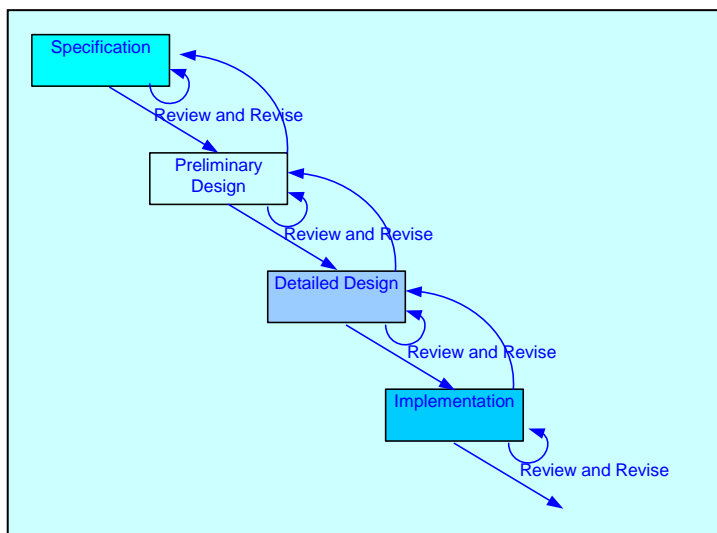 Specification
Review and Revise
Preliminary
Design
Review and Revise
Detailed Design
Review and Revise
Implementation
Review and Revise